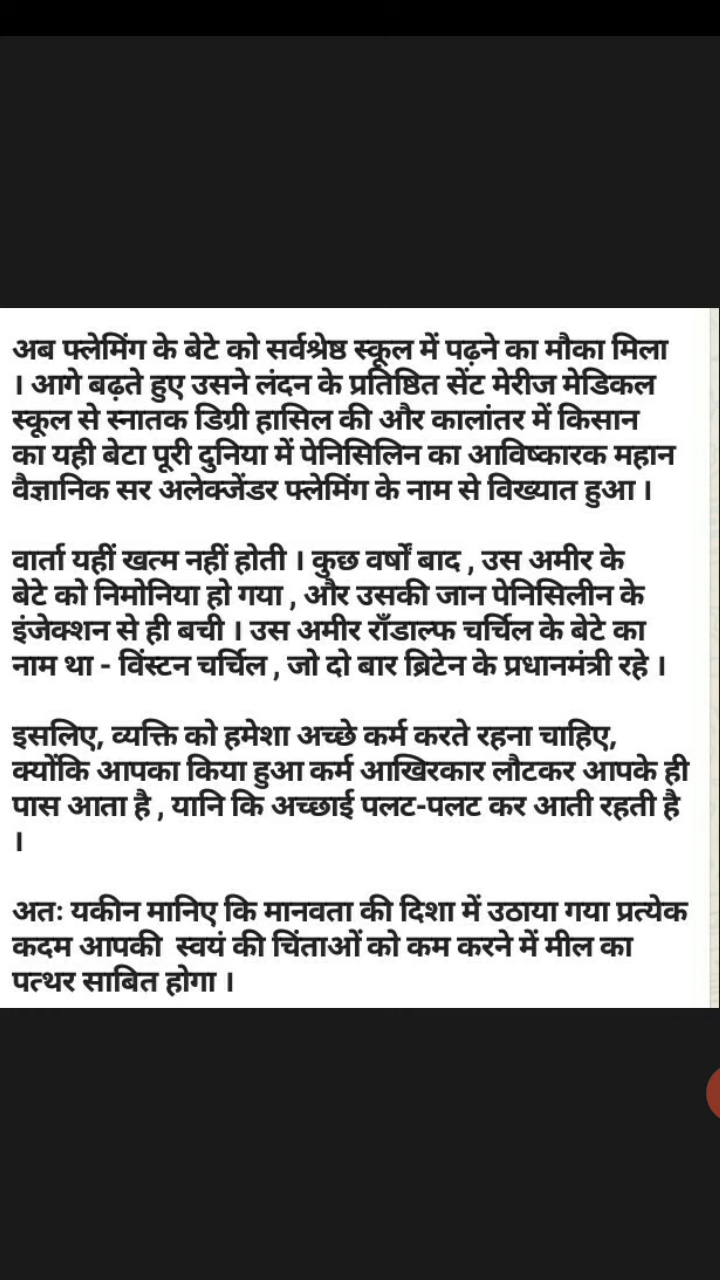 अब फ्लेमिंग के बेटे को सर्वश्रेष्ठ स्कूल में पढ़ने का मौका मिला
। आगे बढ़ते हुए उसने लंदन के प्रतिष्ठित सेंट मेरीज मेडिकल
स्कूल से स्नातक डिग्री हासिल की और कालांतर में किसान
का यही बेटा पूरी दुनिया में पेनिसिलिन का आविष्कारक महान
वैज्ञानिक सर अलेक्जेंडर फ्लेमिंग के नाम से विख्यात हुआ ।
वार्ता यहीं खत्म नहीं होती । कुछ वर्षों बाद , उस अमीर के
बेटे को निमोनिया हो गया , और उसकी जान पेनिसिलीन के
इंजेक्शन से ही बची । उस अमीर राँडाल्फ चर्चिल के बेटे का
नाम था - विंस्टन चर्चिल , जो दो बार ब्रिटेन के प्रधानमंत्री रहे ।
इसलिए, व्यक्ति को हमेशा अच्छे कर्म करते रहना चाहिए,
क्योंकि आपका किया हुआ कर्म आखिरकार लौटकर आपके ही
पास आता है , यानि कि अच्छाई पलट-पलट कर आती रहती है
।
अतः यकीन मानिए कि मानवता की दिशा में उठाया गया प्रत्येक
कदम आपकी  स्वयं की चिंताओं को कम करने में मील का
पत्थर साबित होगा ।